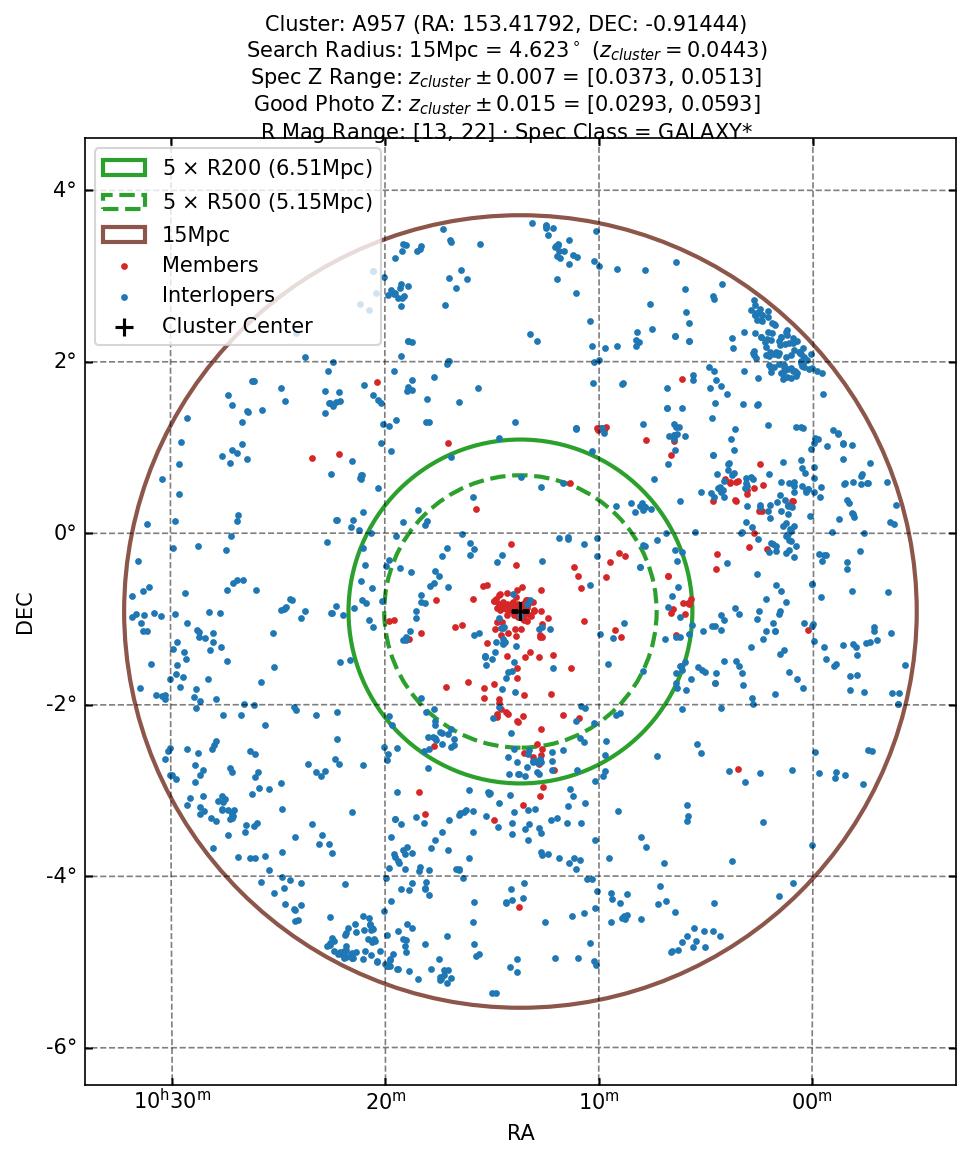 Cluster: A957 (RA: 153.41792, DEC: -0.91444)
Search Radius: 15Mpc = 4.623° (z_cluster = 0.0443)
Spec Z Range: z_cluster ± 0.007 = [0.0373, 0.0513]
Good Photo Z: z_cluster ± 0.015 = [0.0293, 0.0593]
R Mag Range: [13, 22] · Spec Class = GALAXY*
5 × R200 (6.51Mpc)
5 × R500 (5.15Mpc)
15Mpc
Members
Interlopers
Cluster Center
4°
2°
0°
-2°
-4°
-6°
DEC
10h30m 20m 10m 00m
RA